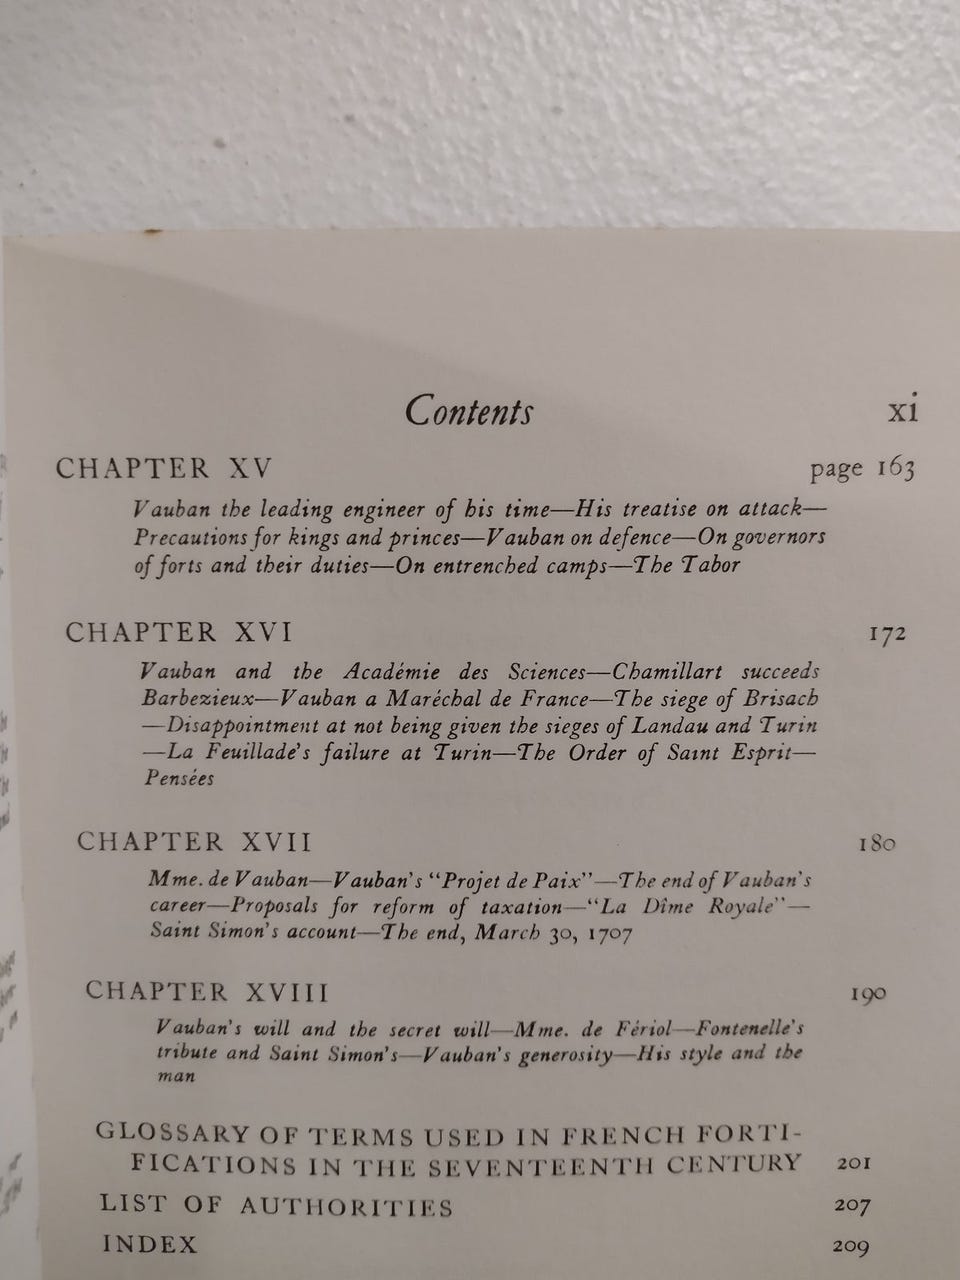 Contents xi
CHAPTER XV page 163
Vauban the leading engineer of his time—His treatise on attack—
Precautions for kings and princes—Vauban on defence—On governors
of forts and their duties—On entrenched camps—The Tabor
CHAPTER XVI 172
Vauban and the Académie des Sciences—Chamillart succeeds
Barbezieux—Vauban a Maréchal de France—The siege of Brisach
—Disappointment at not being given the sieges of Landau and Turin
—La Feuillade's failure at Turin—The Order of Saint Esprit—
Pensées
CHAPTER XVII 180
Mme. de Vauban—Vauban's "Projet de Paix"—The end of Vauban's
career—Proposals for reform of taxation—"La Dîme Royale"—
Saint Simon's account—The end, March 30, 1707
CHAPTER XVIII 190
Vauban's will and the secret will—Mme. de Fériol—Fontenelle's
tribute and Saint Simon's—Vauban's generosity—His style and the
man
GLOSSARY OF TERMS USED IN FRENCH FORTI-
FICATIONS IN THE SEVENTEENTH CENTURY 201
LIST OF AUTHORITIES 207
INDEX 209